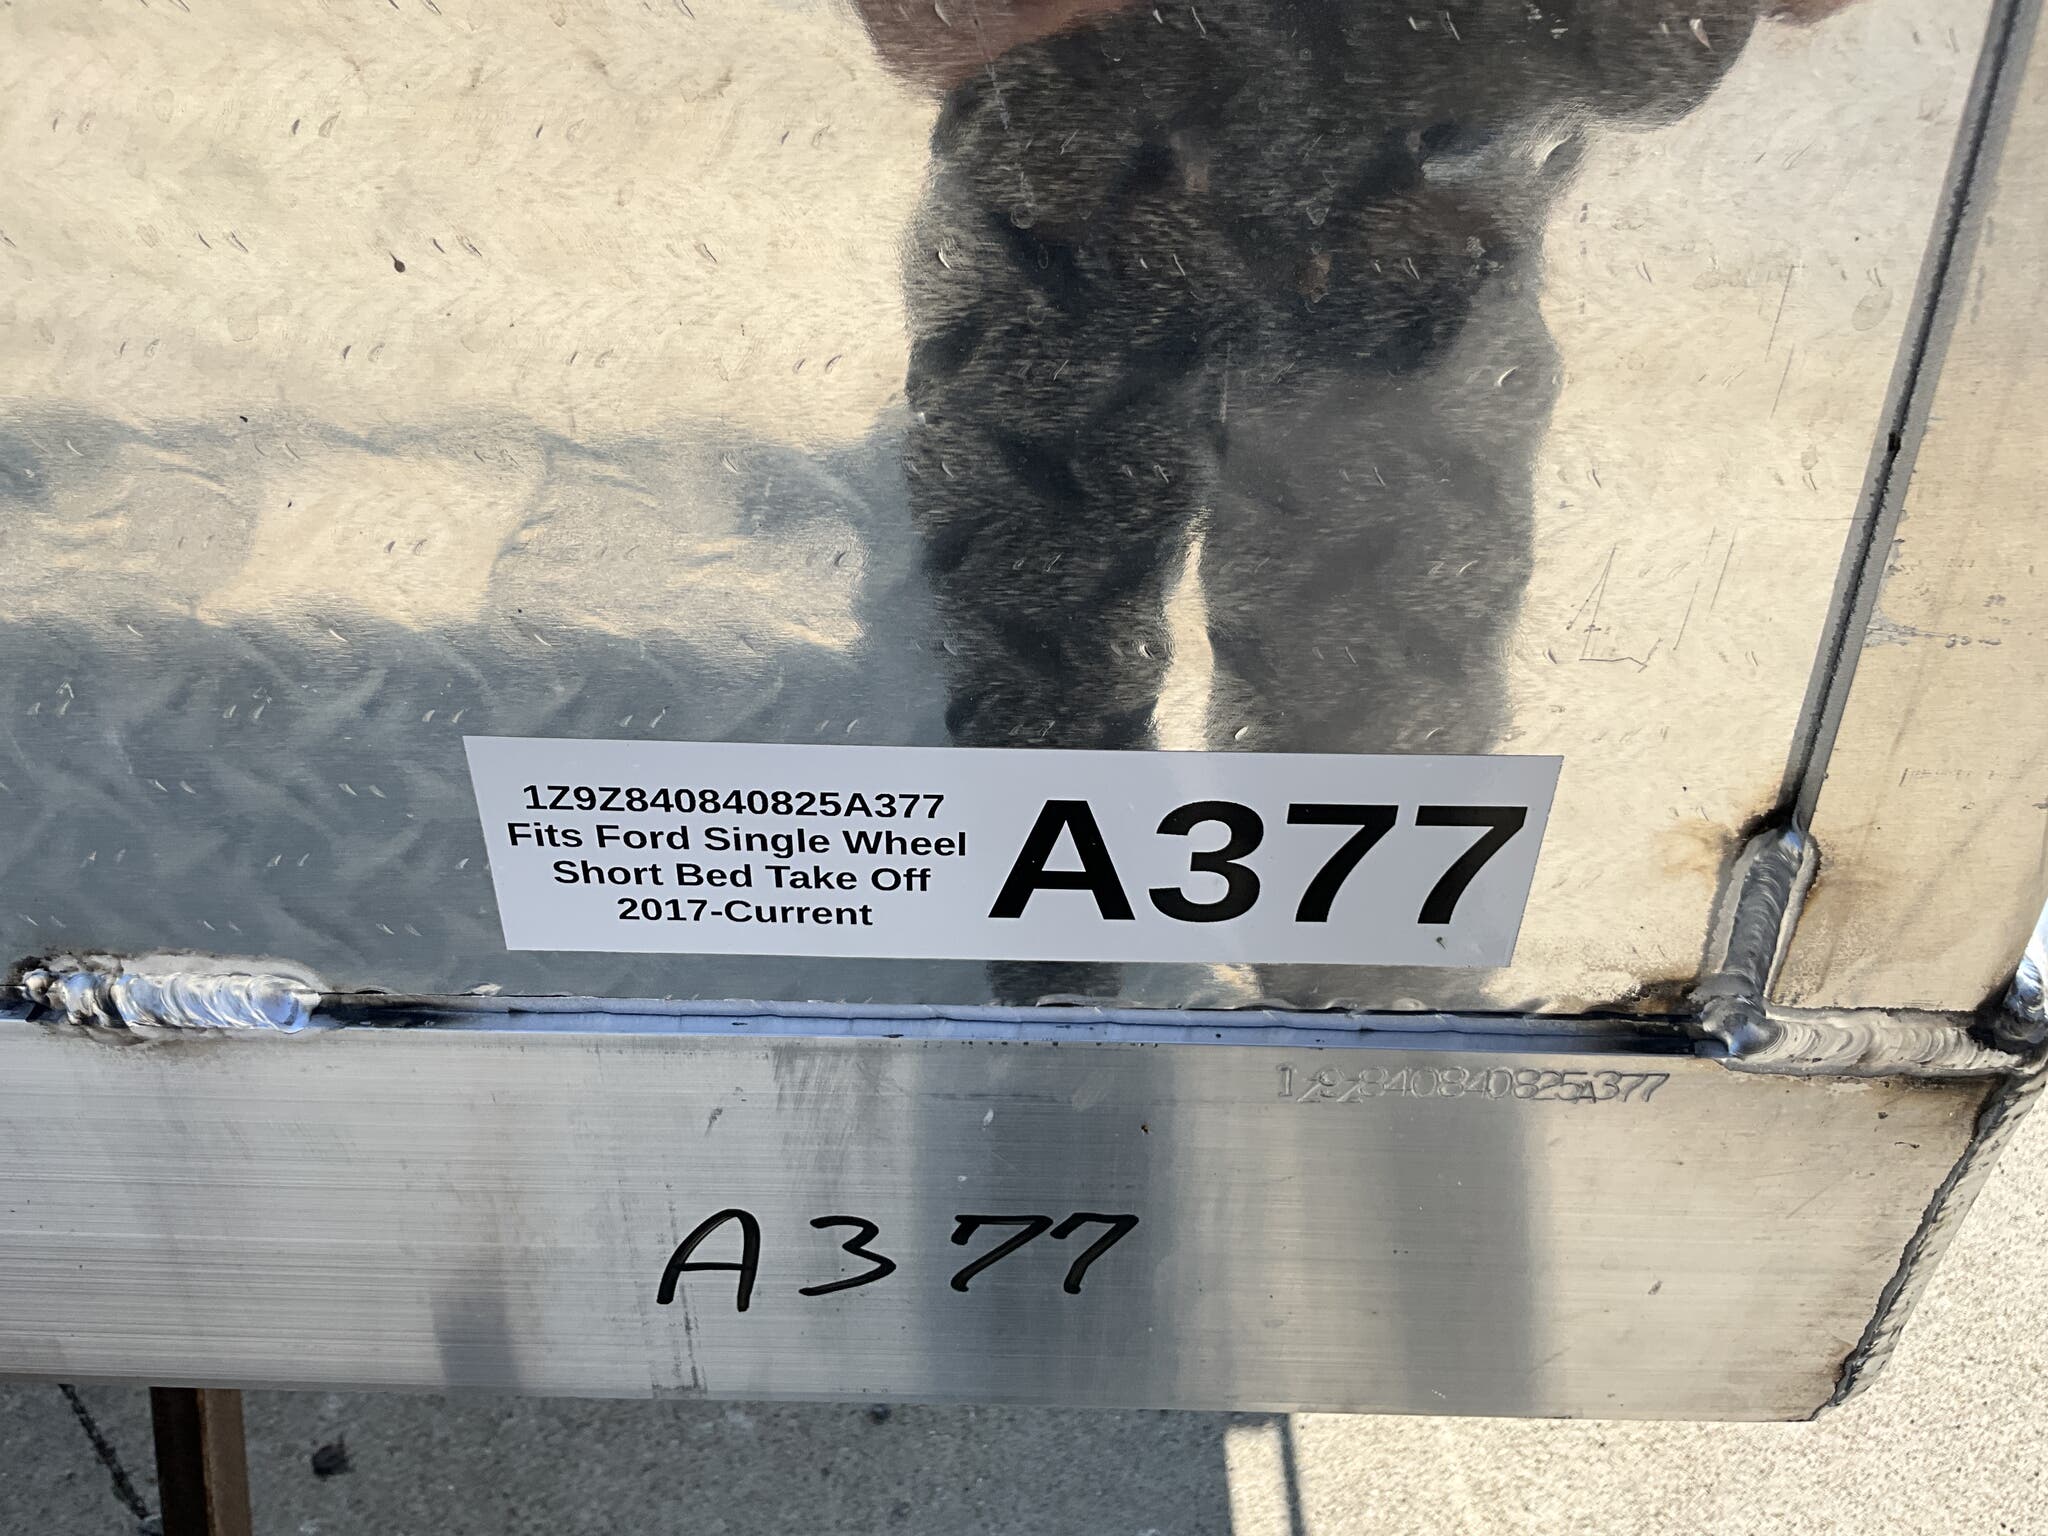 1Z9Z840840825A377
Fits Ford Single Wheel
Short Bed Take Off
2017-Current
A377
1Z9Z840840825A377
A377